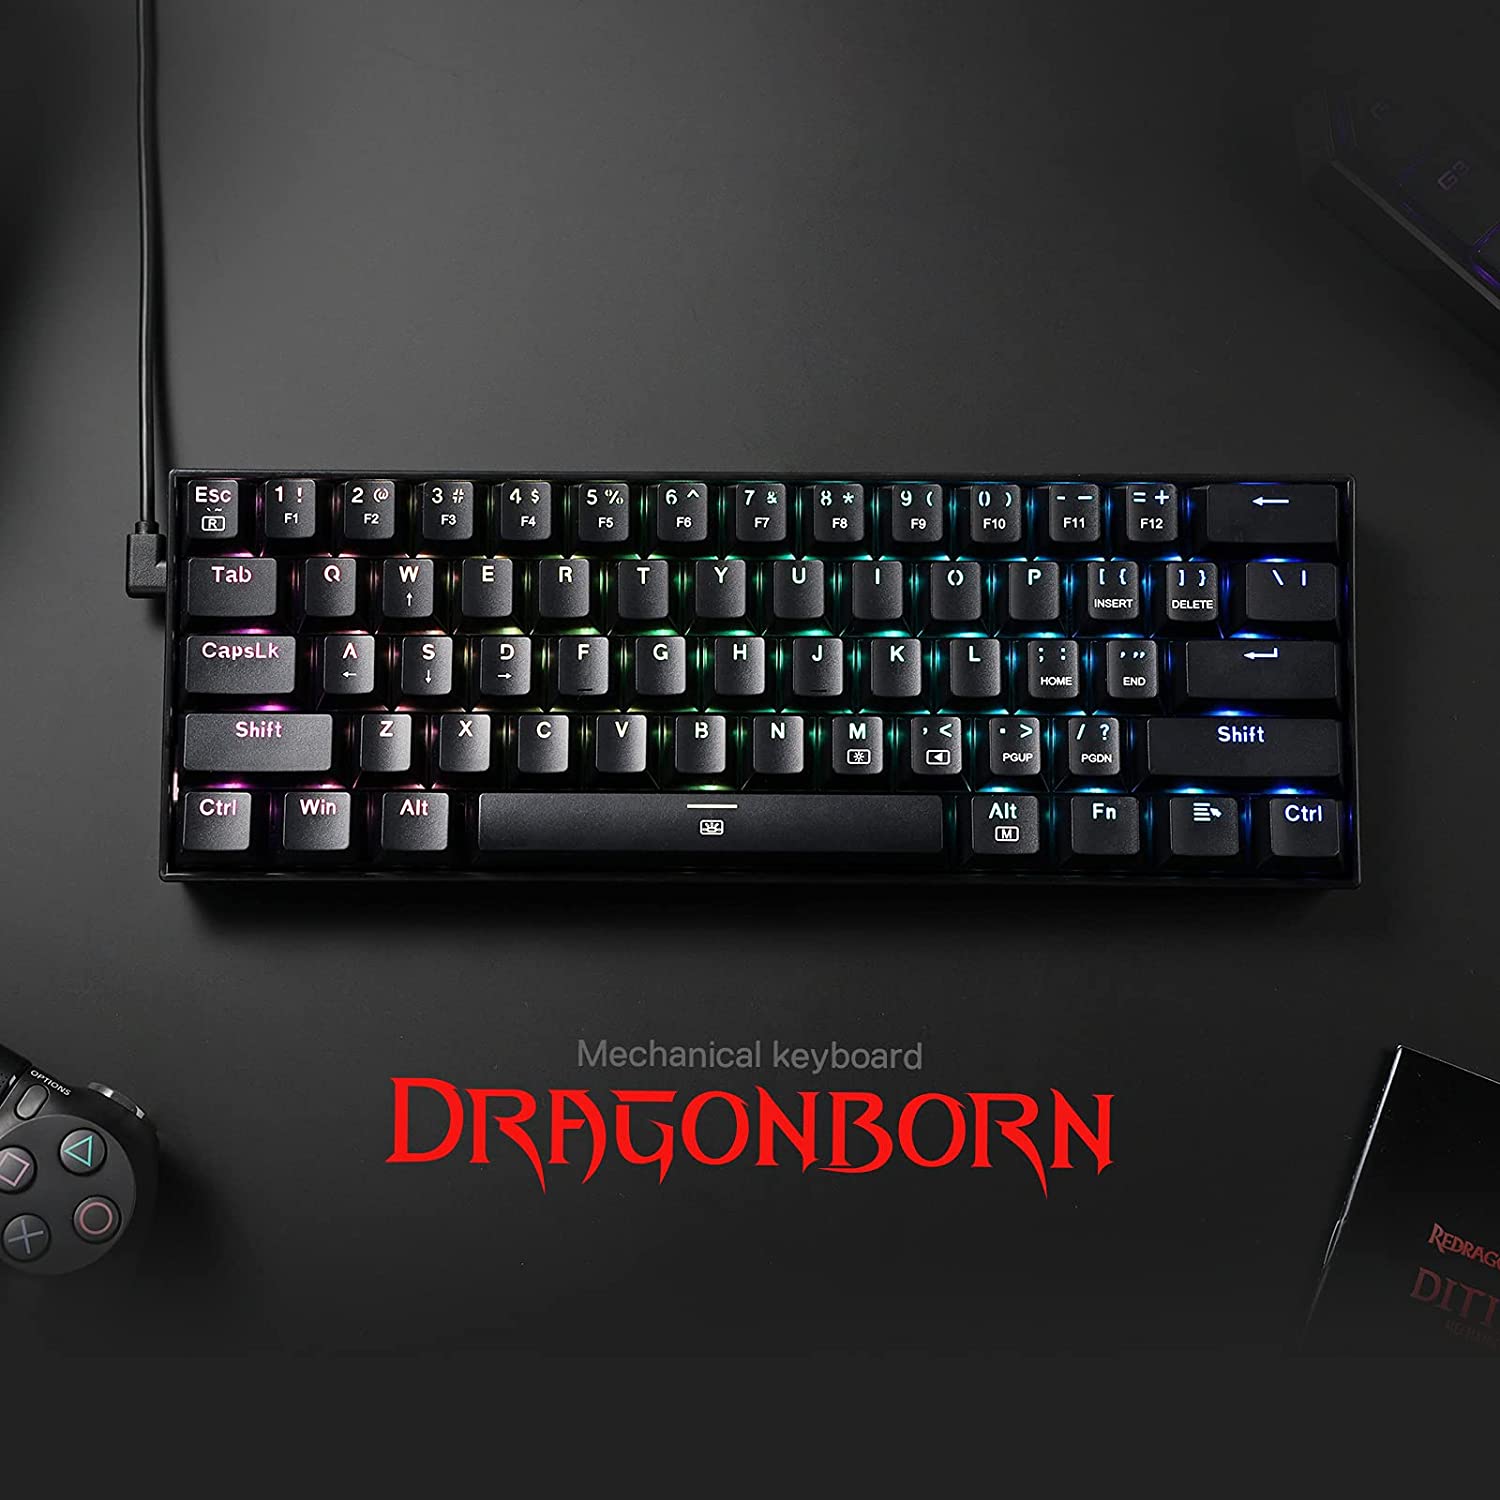 Esc 1 ! 2 @ 3 # 4 $ 5 % 6 ^ 7 & 8 * 9 ( 0 ) - — = + ←
` ~
R F1 F2 F3 F4 F5 F6 F7 F8 F9 F10 F11 F12
Tab Q W E R T Y U I O P [ { ] } \ |
↑ INSERT DELETE
CapsLk A S D F G H J K L ; : ' " ↵
← ↓ → HOME END
Shift Z X C V B N M , < . > / ? Shift
PGUP PGDN
Ctrl Win Alt Alt Fn Ctrl
M
G3
OPTIONS
Mechanical keyboard
DRAGONBORN